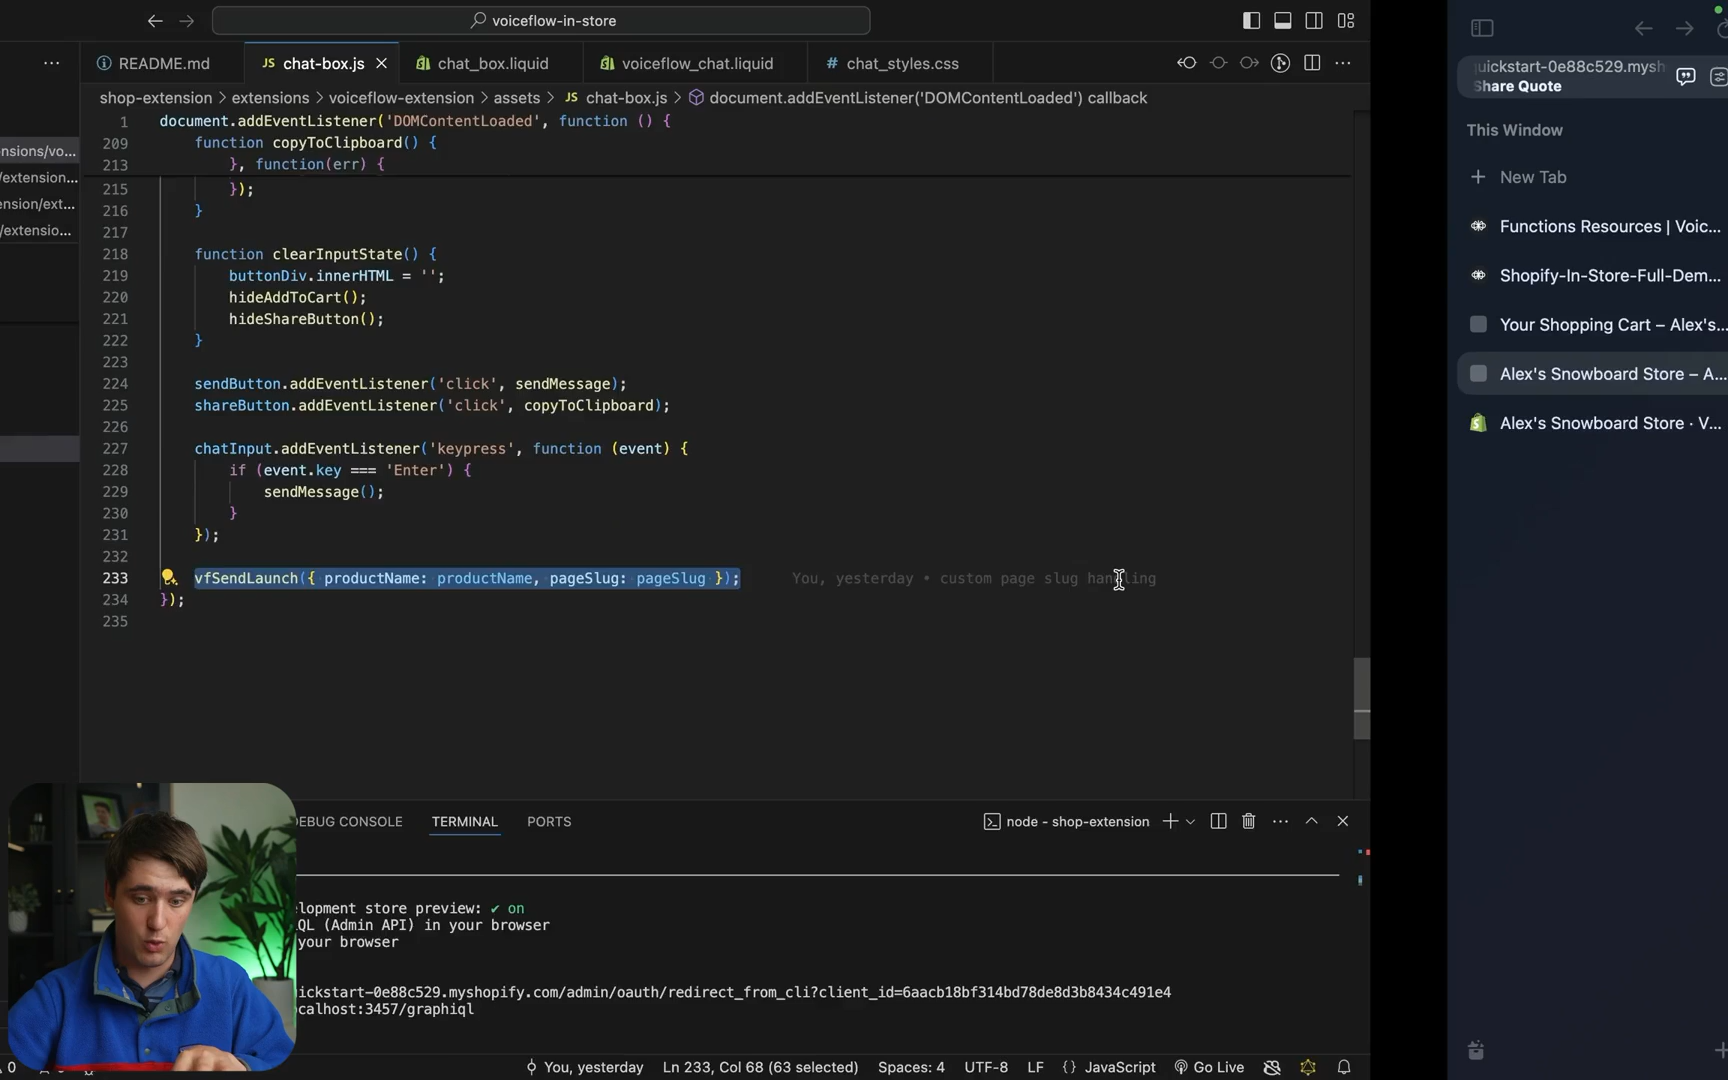 voiceflow-in-store
README.md
JS chat-box.js
chat_box.liquid
voiceflow_chat.liquid
# chat_styles.css
shop-extension > extensions > voiceflow-extension > assets > JS chat-box.js > document.addEventListener('DOMContentLoaded') callback
1 document.addEventListener('DOMContentLoaded', function () {
209 function copyToClipboard() {
213 }, function(err) {
215 });
216 }
217
218 function clearInputState() {
219 buttonDiv.innerHTML = '';
220 hideAddToCart();
221 hideShareButton();
222 }
223
224 sendButton.addEventListener('click', sendMessage);
225 shareButton.addEventListener('click', copyToClipboard);
226
227 chatInput.addEventListener('keypress', function (event) {
228 if (event.key === 'Enter') {
229 sendMessage();
230 }
231 });
232
233 vfSendLaunch({ productName: productName, pageSlug: pageSlug }); You, yesterday • custom page slug handling
234 });
235
nsions/vo...
/extension...
ension/ext...
/extensio...
EBUG CONSOLE
TERMINAL
PORTS
node - shop-extension
elopment store preview: ✔ on
QL (Admin API) in your browser
your browser
uickstart-0e88c529.myshopify.com/admin/oauth/redirect_from_cli?client_id=6aacb18bf314bd78de8d3b8434c491e4
ocalhost:3457/graphiql
0
You, yesterday
Ln 233, Col 68 (63 selected)
Spaces: 4
UTF-8
LF
{} JavaScript
Go Live
uickstart-0e88c529.mysh
Share Quote
This Window
+ New Tab
Functions Resources | Voic...
Shopify-In-Store-Full-Dem...
Your Shopping Cart – Alex's...
Alex's Snowboard Store – A...
Alex's Snowboard Store · V...